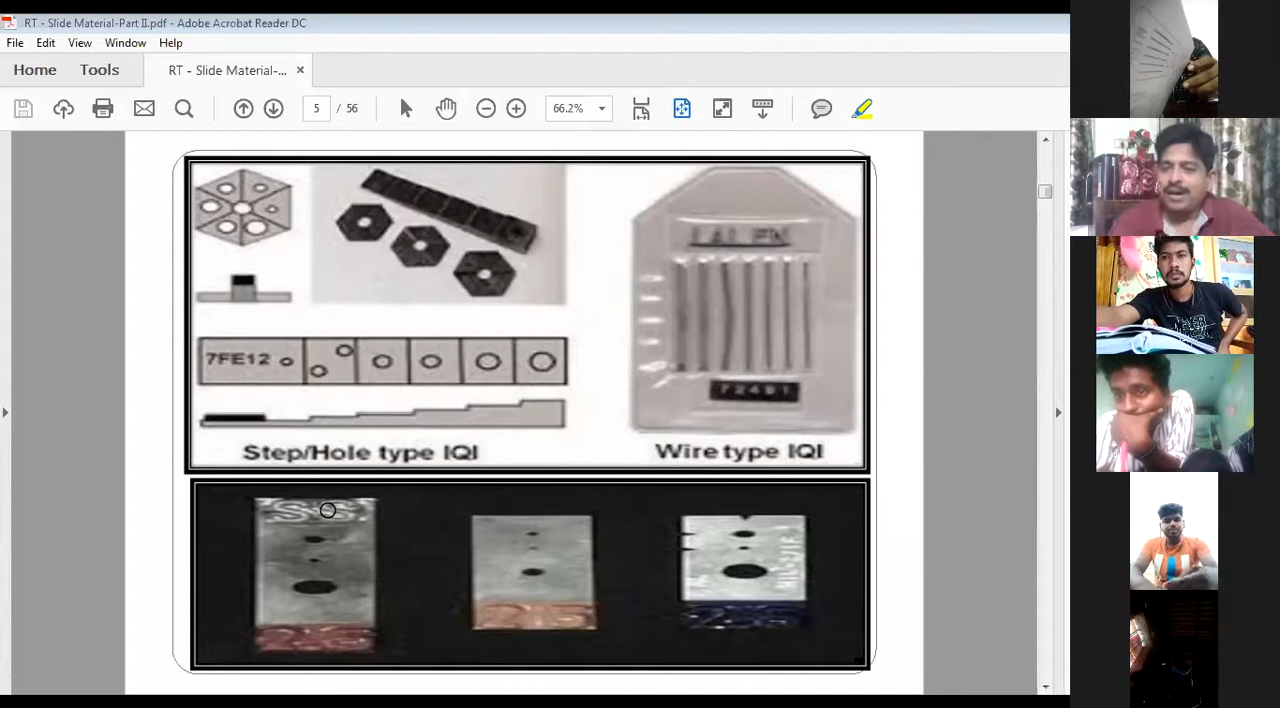 RT - Slide Material-Part II.pdf - Adobe Acrobat Reader DC
File Edit View Window Help
Home Tools RT - Slide Material-... ×
5 / 56 66.2%
7FE12
Step/Hole type IQI
Wire type IQI
SS